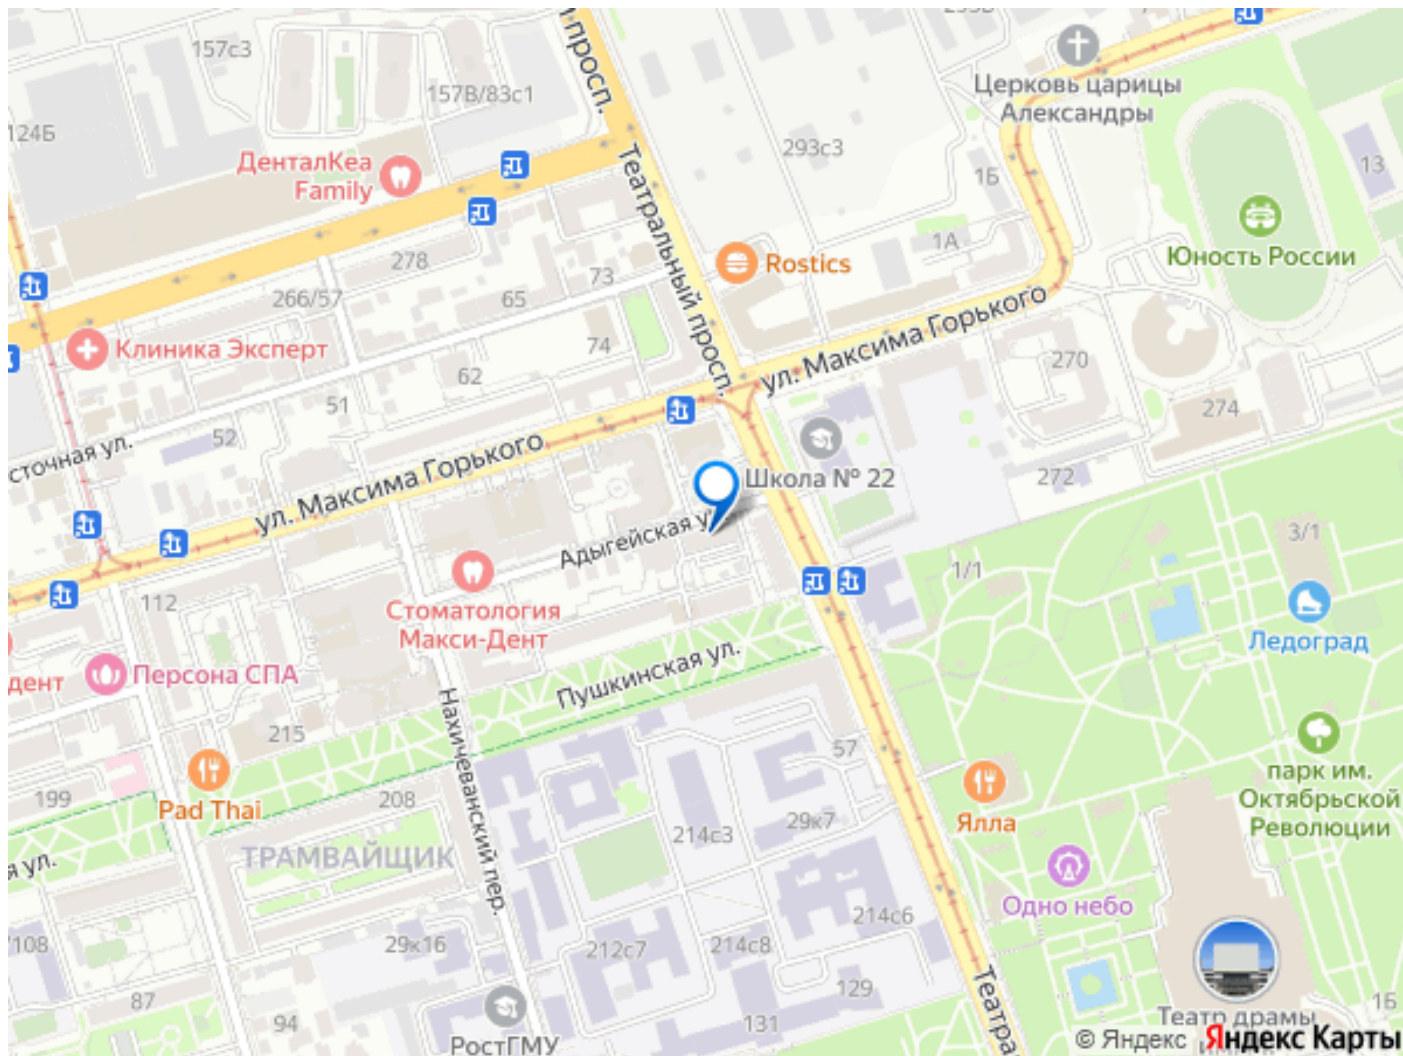 157с3
просп.
293с3
157В/83с1
124Б
Церковь царицы
Александры
ДенталКеа
Family
Театральный просп.
1Б
13
Юность России
1А
278
Rostics
266/57
65
73
Клиника Эксперт
74
62
51
52
ул. Максима Горького
270
274
272
ул. Максима Горького
Школа № 22
Адыгейская
3/1
1/1
Стоматология
Макси-Дент
112
Ледоград
Персона СПА
дент
Пушкинская ул.
Нахичеванский пер.
215
57
парк им.
Октябрьской
Революции
199
Pad Thai
208
214с3
29к7
Ялла
ТРАМВАЙЩИК
я ул.
Одно небо
214с6
/108
29к16
212с7
214с8
129
87
94
131
РостГМУ
Театра
Театр драмы
1Б
© Яндекс Яндекс Карты